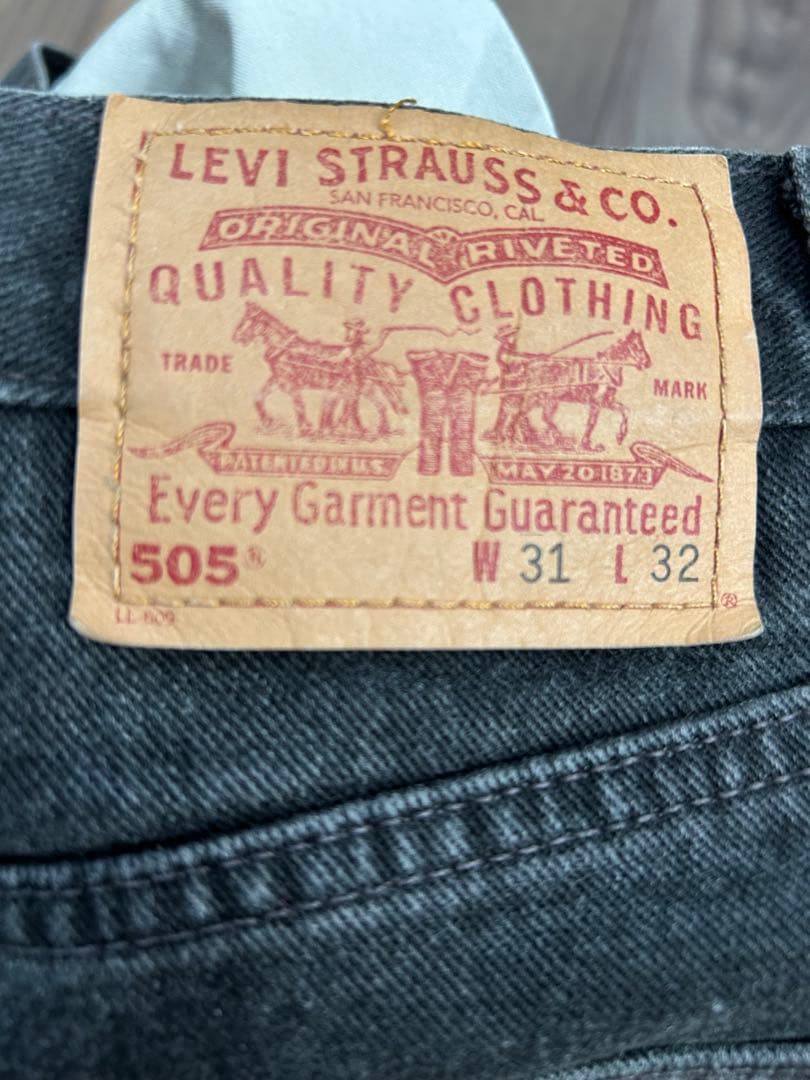 LEVI STRAUSS & CO.
SAN FRANCISCO, CAL
ORIGINAL RIVETED
QUALITY CLOTHING
TRADE MARK
PATENTED IN U.S. MAY 20 1873
Every Garment Guaranteed
505® W 31 L 32
®